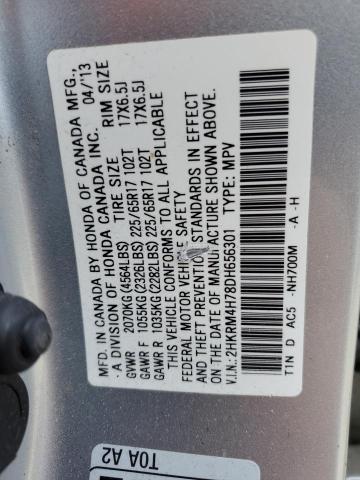 MFD. IN CANADA BY HONDA OF CANADA MFG.,
A DIVISION OF HONDA CANADA INC. 04/'13
TIRE SIZE RIM SIZE
GVWR 2070KG (4564LBS)
GAWR F 1055KG (2326LBS) 225/65R17 102T 17X6.5J
GAWR R 1035KG (2282LBS) 225/65R17 102T 17X6.5J
THIS VEHICLE CONFORMS TO ALL APPLICABLE
FEDERAL MOTOR VEHICLE SAFETY
AND THEFT PREVENTION STANDARDS IN EFFECT
ON THE DATE OF MANUFACTURE SHOWN ABOVE.
V.I.N.: 2HKRM4H78DH656301 TYPE: MPV
T1N D AC5 -NH700M -A -H
T0A A2